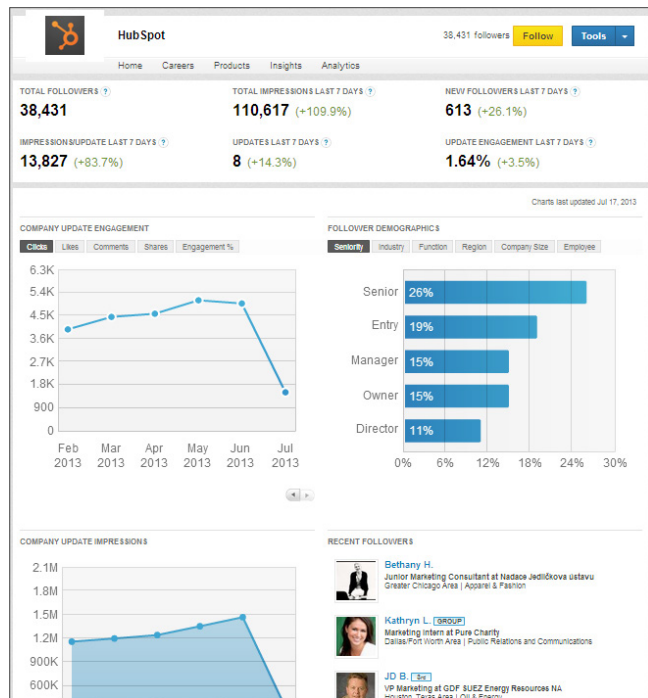 HubSpot
38,431 followers Follow Tools
Home Careers Products Insights Analytics
TOTAL FOLLOWERS ? TOTAL IMPRESSIONS LAST 7 DAYS ? NEW FOLLOWERS LAST 7 DAYS ?
38,431 110,617 (+109.9%) 613 (+26.1%)
IMPRESSIONS/UPDATE LAST 7 DAYS ? UPDATES LAST 7 DAYS ? UPDATE ENGAGEMENT LAST 7 DAYS ?
13,827 (+83.7%) 8 (+14.3%) 1.64% (+3.5%)
Charts last updated Jul 17, 2013
COMPANY UPDATE ENGAGEMENT
Clicks Likes Comments Shares Engagement %
6.3K
5.4K
4.5K
3.6K
2.7K
1.8K
900
0
Feb Mar Apr May Jun Jul
2013 2013 2013 2013 2013 2013
FOLLOWER DEMOGRAPHICS
Seniority Industry Function Region Company Size Employee
Senior 26%
Entry 19%
Manager 15%
Owner 15%
Director 11%
0% 6% 12% 18% 24% 30%
COMPANY UPDATE IMPRESSIONS
2.1M
1.8M
1.5M
1.2M
900K
600K
RECENT FOLLOWERS
Bethany H.
Junior Marketing Consultant at Nadace Jedličkova ústavu
Greater Chicago Area | Apparel & Fashion
Kathryn L. GROUP
Marketing Intern at Pure Charity
Dallas/Fort Worth Area | Public Relations and Communications
JD B. 3rd
VP Marketing at GDF SUEZ Energy Resources NA
Houston, Texas Area | Oil & Energy